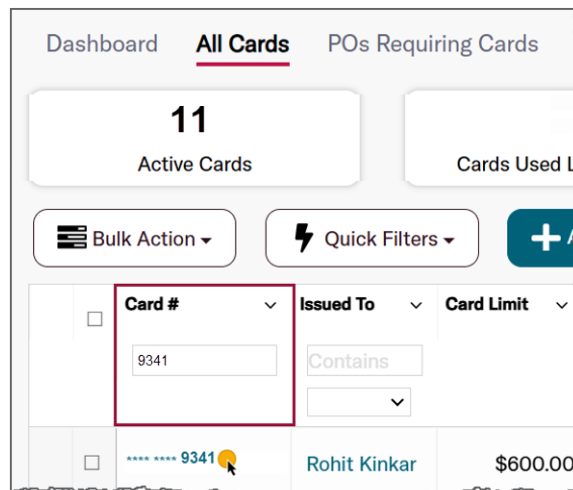 Dashboard All Cards POs Requiring Cards
11
Active Cards Cards Used L
Bulk Action Quick Filters A
Card # Issued To Card Limit
9341 Contains
**** **** 9341 Rohit Kinkar $600.00